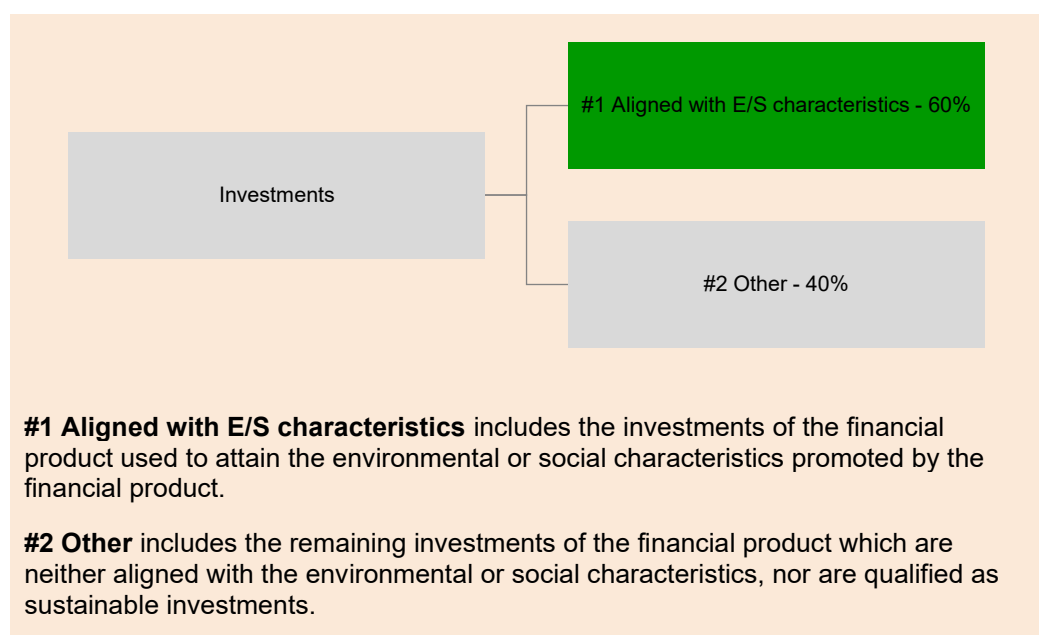 #1 Aligned with E/S characteristics - 60%
Investments
#2 Other - 40%
#1 Aligned with E/S characteristics includes the investments of the financial
product used to attain the environmental or social characteristics promoted by the
financial product.
#2 Other includes the remaining investments of the financial product which are
neither aligned with the environmental or social characteristics, nor are qualified as
sustainable investments.